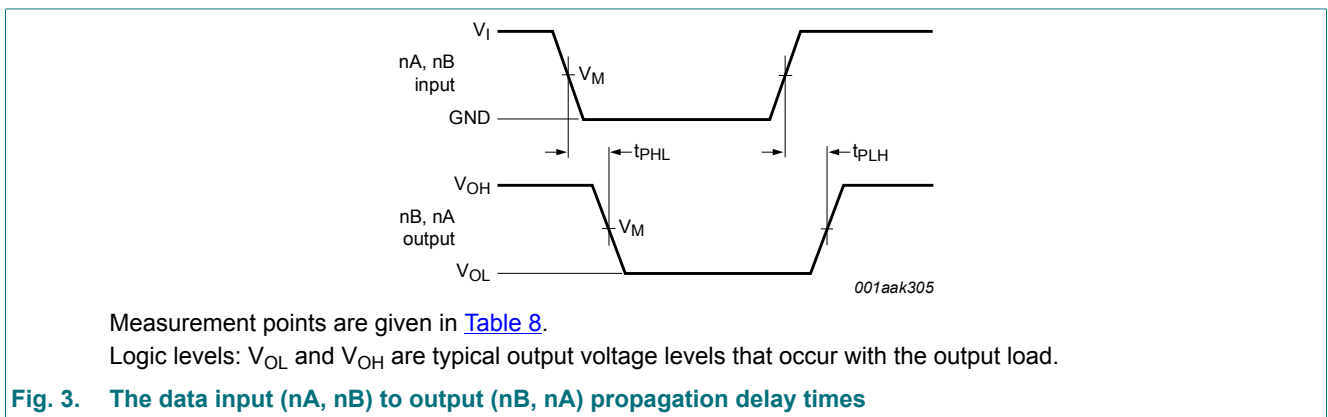 VI
nA, nB
input
VM
GND
tPHL
tPLH
VOH
nB, nA
output
VM
VOL
001aak305
Measurement points are given in Table 8.
Logic levels: VOL and VOH are typical output voltage levels that occur with the output load.
Fig. 3. The data input (nA, nB) to output (nB, nA) propagation delay times